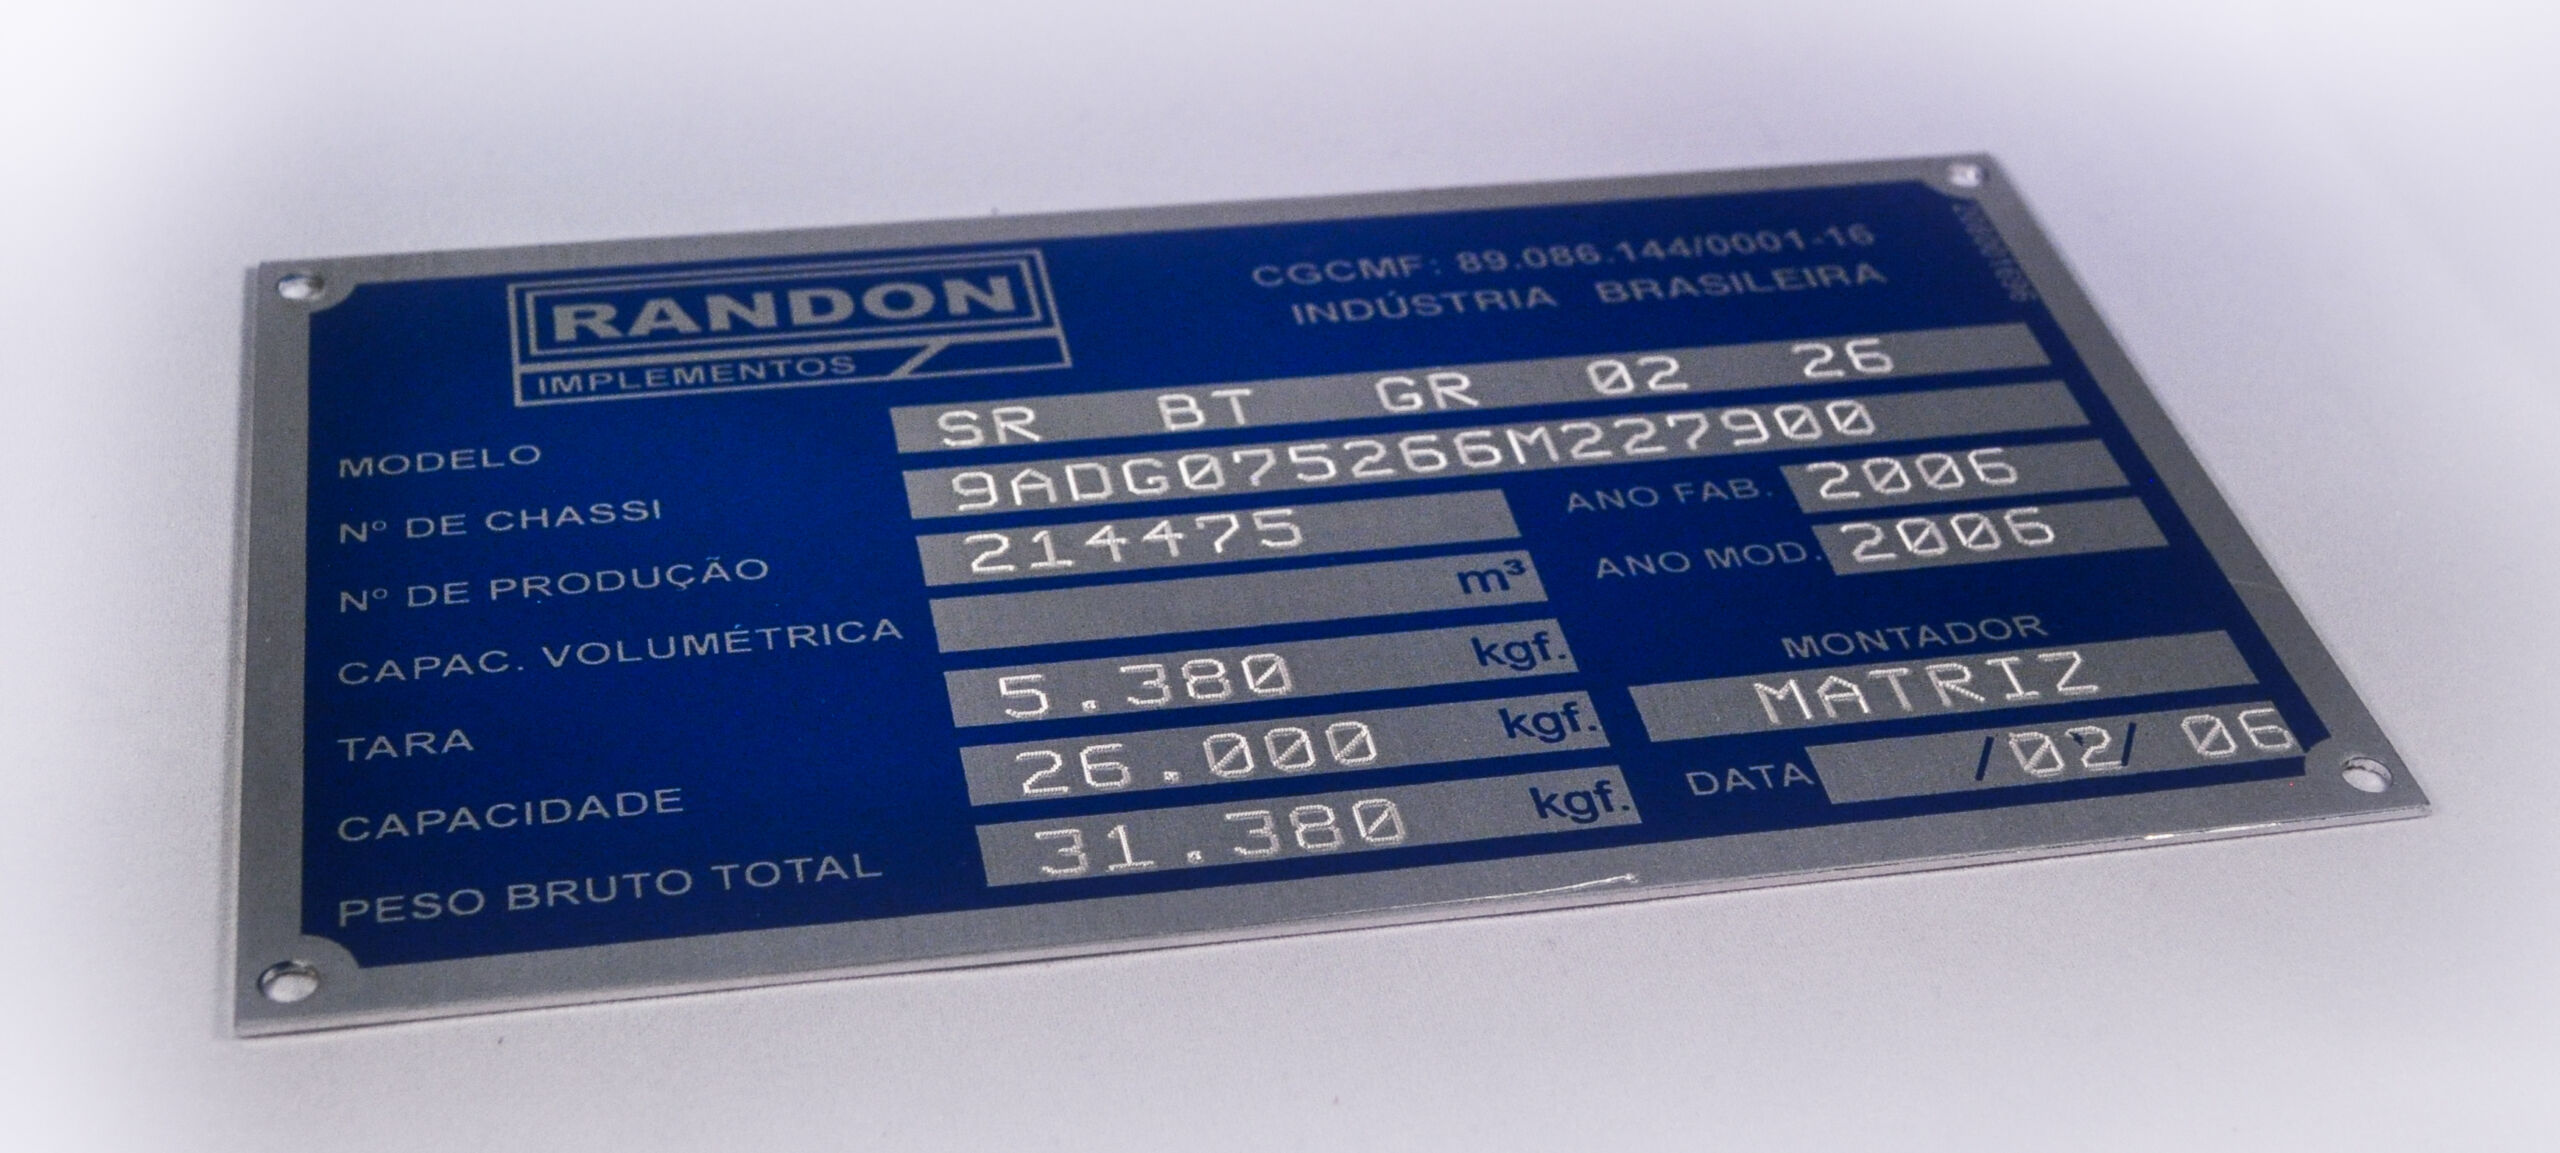 RANDON
IMPLEMENTOS
CGCMF: 89.086.144/0001-16
INDÚSTRIA BRASILEIRA
MODELO SR BT GR 02 26
Nº DE CHASSI 9ADG075266M227900
Nº DE PRODUÇÃO 214475
ANO FAB. 2006
CAPAC. VOLUMÉTRICA m³
ANO MOD. 2006
TARA 5.380 kgf.
MONTADOR
MATRIZ
CAPACIDADE 26.000 kgf.
DATA /02/ 06
PESO BRUTO TOTAL 31.380 kgf.